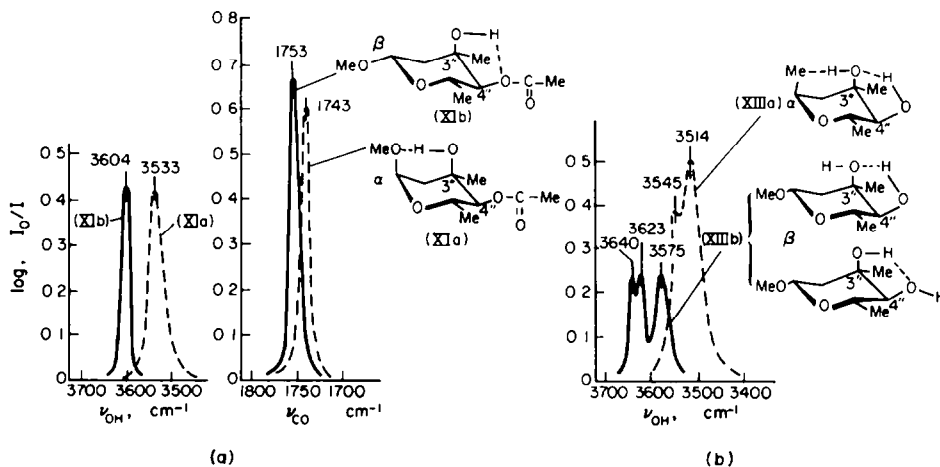 0 8
0 7
0 6
0 5
0 4
0 3
0 2
0 1
0
1753
1743
β
MeO
O H
3"
Me
4"
O
Me
O C Me
O
(XIb)
MeO H O
α
3"
Me
4"
O
Me
O C Me
O
(XIa)
log, I₀/I
0 5
0 4
0 3
0 2
0 1
0
3604
3533
(XIb)
(XIa)
3700 3600 3500
νOH, cm⁻¹
1800 1700
1750
νCO cm⁻¹
(a)
0 5
0 4
0 3
0 2
0 1
0
3640
3623
3575
3545
3514
(XIIIa) α
Me H O H
3"
Me
4"
O
O
Me
(XIIIb)
H O H
3"
Me
4"
O
O
Me
MeO
β
O H
3"
Me
4"
O
O
Me
MeO
3700 3600 3500 3400
νOH, cm⁻¹
(b)